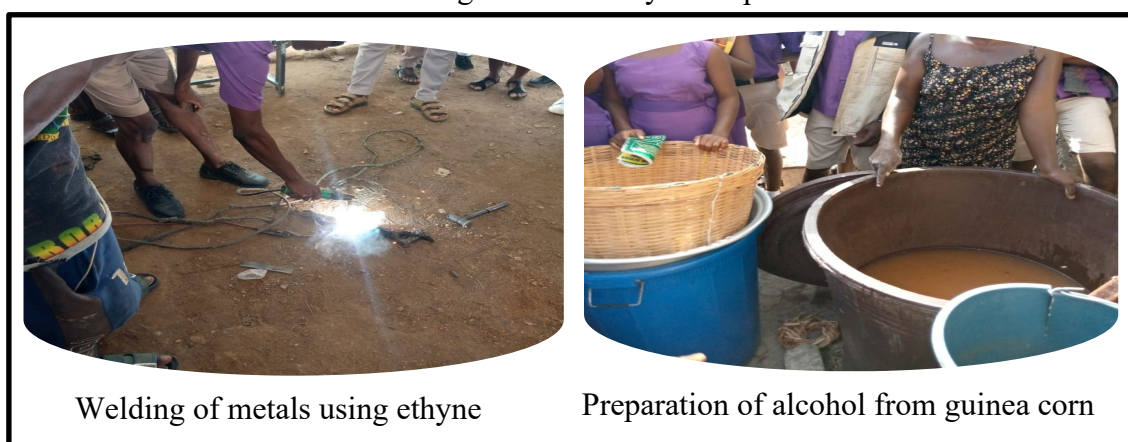 Welding of metals using ethyne
Preparation of alcohol from guinea corn